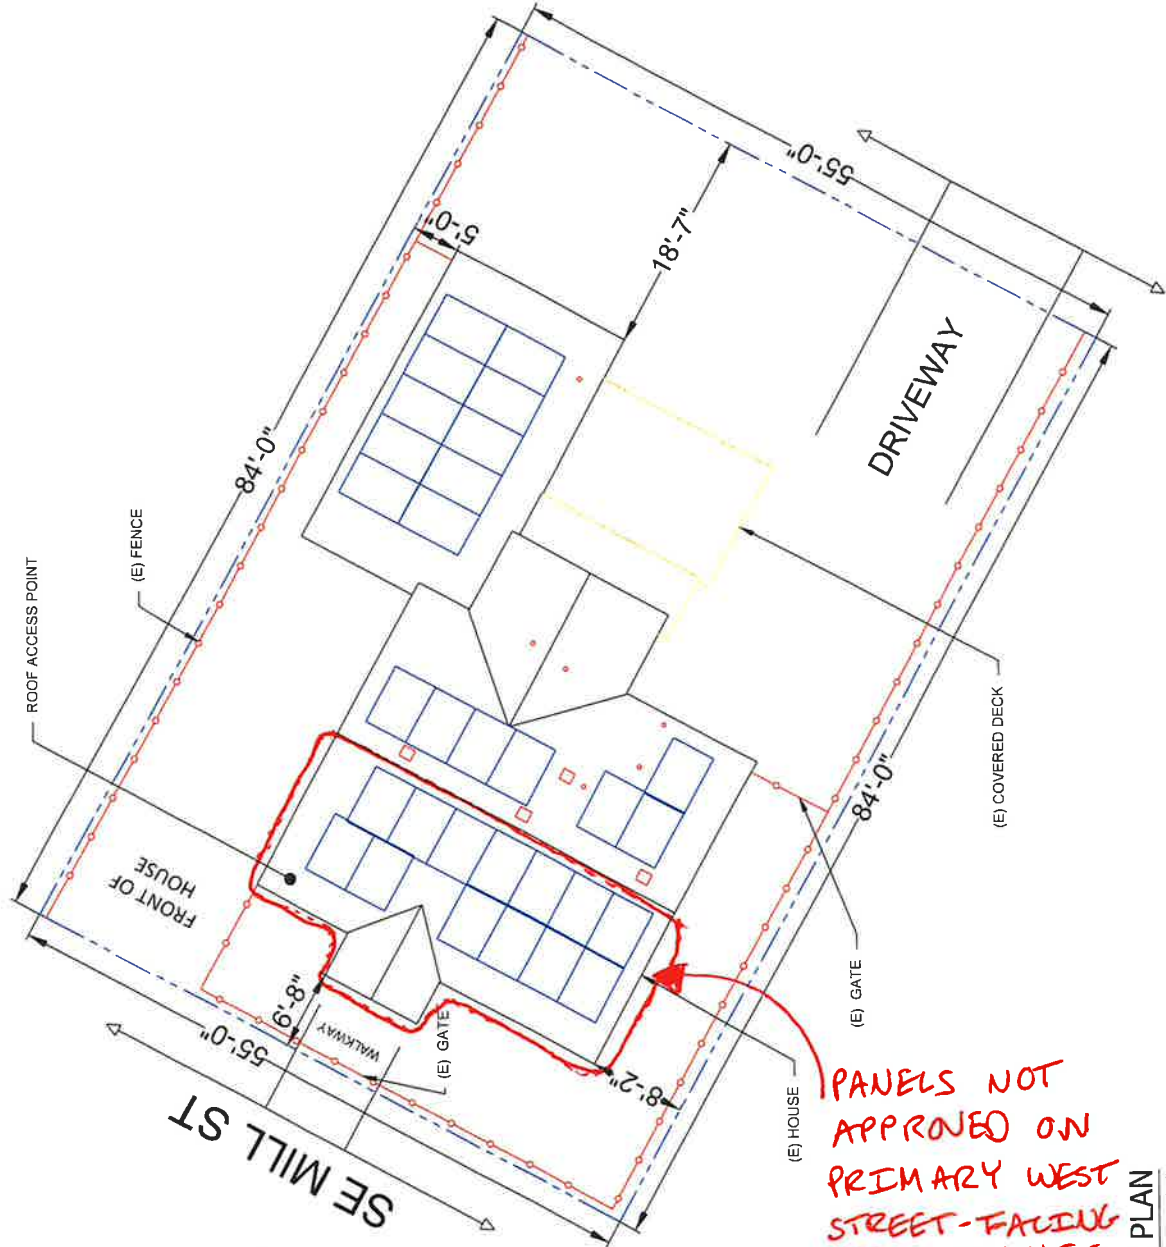 55'-0"
84'-0"
5'-0"
18'-7"
(E) FENCE
ROOF ACCESS POINT
DRIVEWAY
FRONT OF
HOUSE
(E) COVERED DECK
84'-0"
6'-8"
WALKWAY
55'-0"
(E) GATE
(E) GATE
8'-2"
SE MILL ST
(E) HOUSE
PANELS NOT
APPROVED ON
PRIMARY WEST
STREET-FACING
PLAN